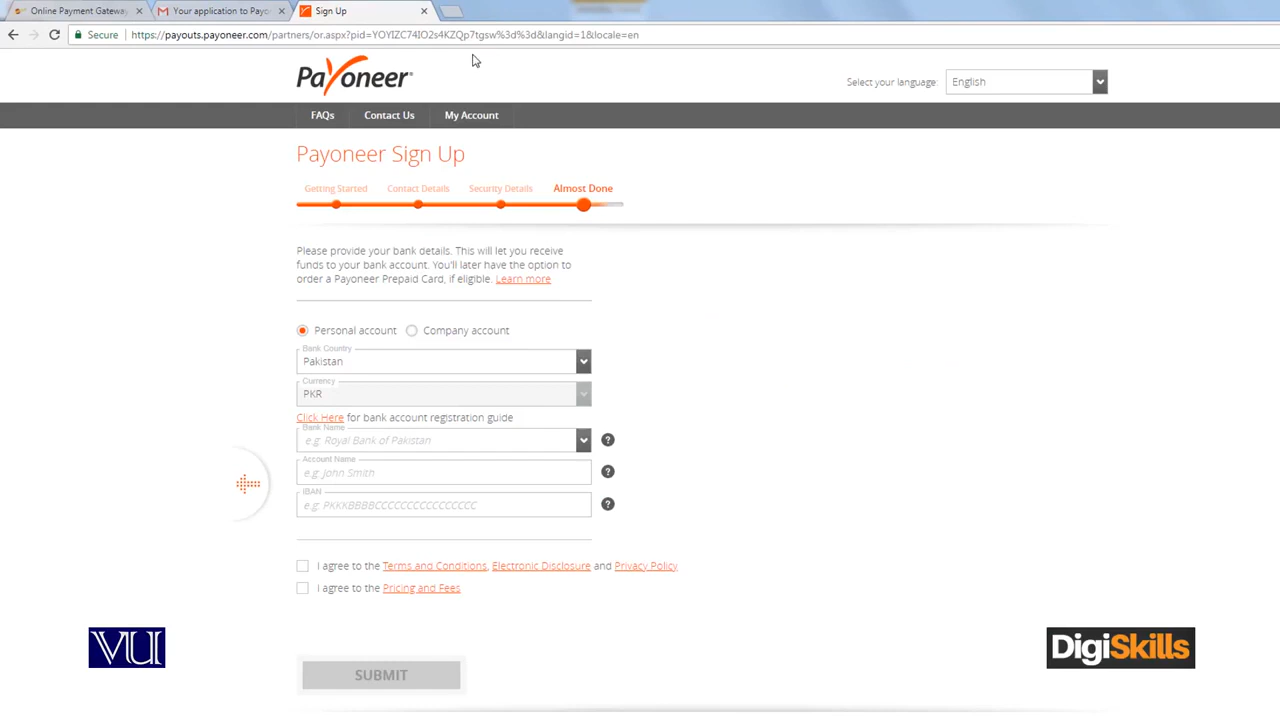 Online Payment Gateway
Your application to Payo
Sign Up
Secure
https://payouts.payoneer.com/partners/or.aspx?pid=YOYIZC74IO2s4KZQp7tgsw%3d%3d&langid=1&locale=en
Payoneer
Select your language:
English
FAQs
Contact Us
My Account
Payoneer Sign Up
Getting Started
Contact Details
Security Details
Almost Done
Please provide your bank details. This will let you receive
funds to your bank account. You'll later have the option to
order a Payoneer Prepaid Card, if eligible. Learn more
Personal account
Company account
Bank Country
Pakistan
Currency
PKR
Click Here for bank account registration guide
Bank Name
e.g: Royal Bank of Pakistan
?
Account Name
e.g: John Smith
?
IBAN
e.g: PKKKBBBBCCCCCCCCCCCCCCCC
?
I agree to the Terms and Conditions, Electronic Disclosure and Privacy Policy
I agree to the Pricing and Fees
VU
DigiSkills
SUBMIT